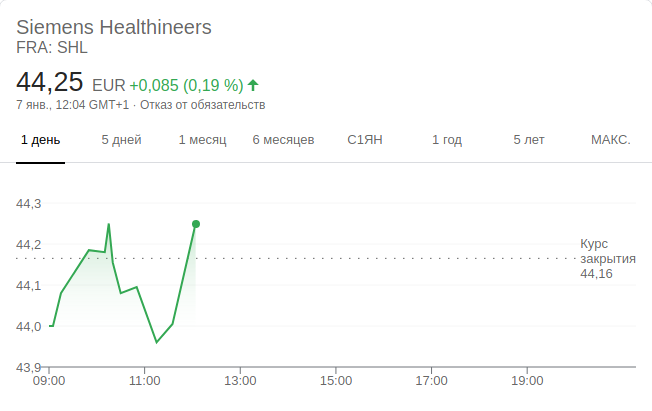 Siemens Healthineers
FRA: SHL
44,25 EUR +0,085 (0,19 %)
7 янв., 12:04 GMT+1 · Отказ от обязательств
1 день 5 дней 1 месяц 6 месяцев С1ЯН 1 год 5 лет МАКС.
44,3
44,2
44,1
44,0
43,9
Курс
закрытия
44,16
09:00 11:00 13:00 15:00 17:00 19:00